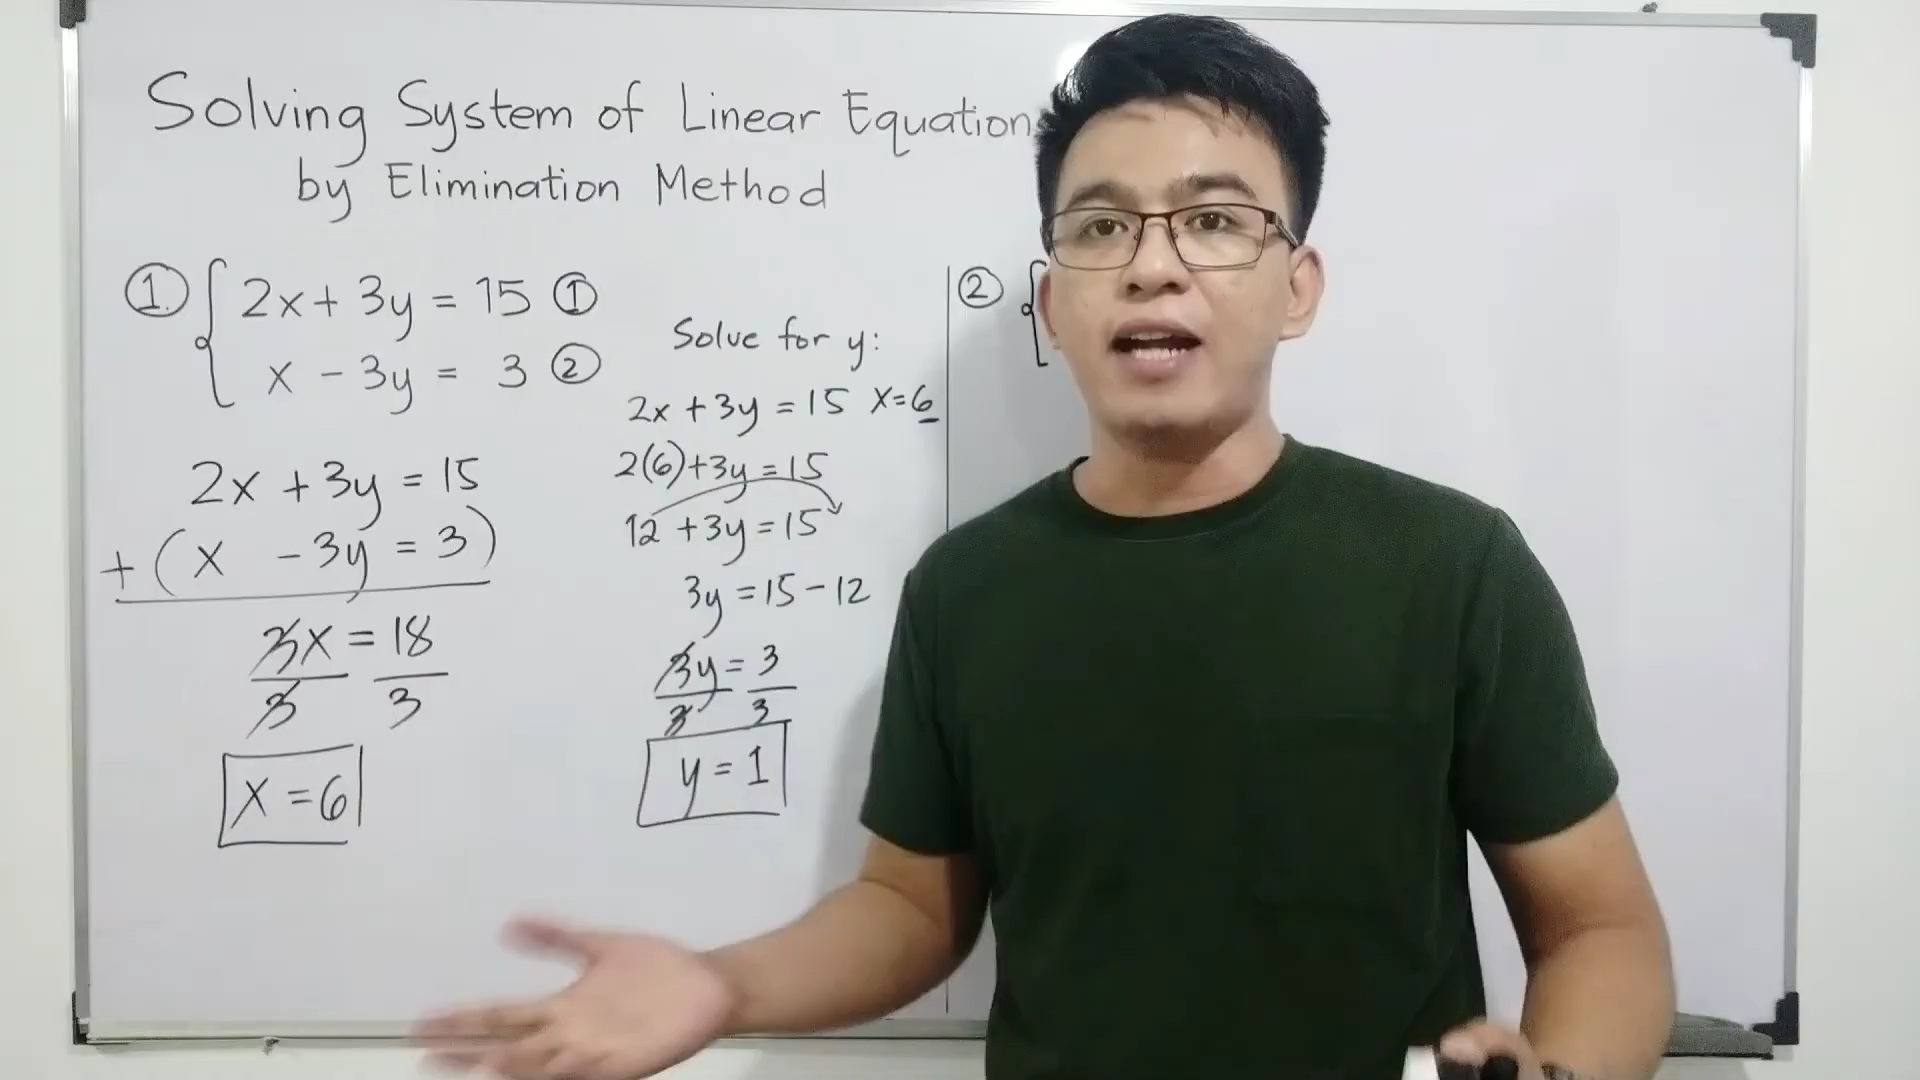 Solving System of Linear Equation
by Elimination Method
1. 2x + 3y = 15 ①
x - 3y = 3 ②
2x + 3y = 15
+ (x - 3y = 3)
3x = 18
3 3
x = 6
Solve for y:
2x + 3y = 15 x = 6
2(6) + 3y = 15
12 + 3y = 15
3y = 15 - 12
3y = 3
3 3
y = 1
②